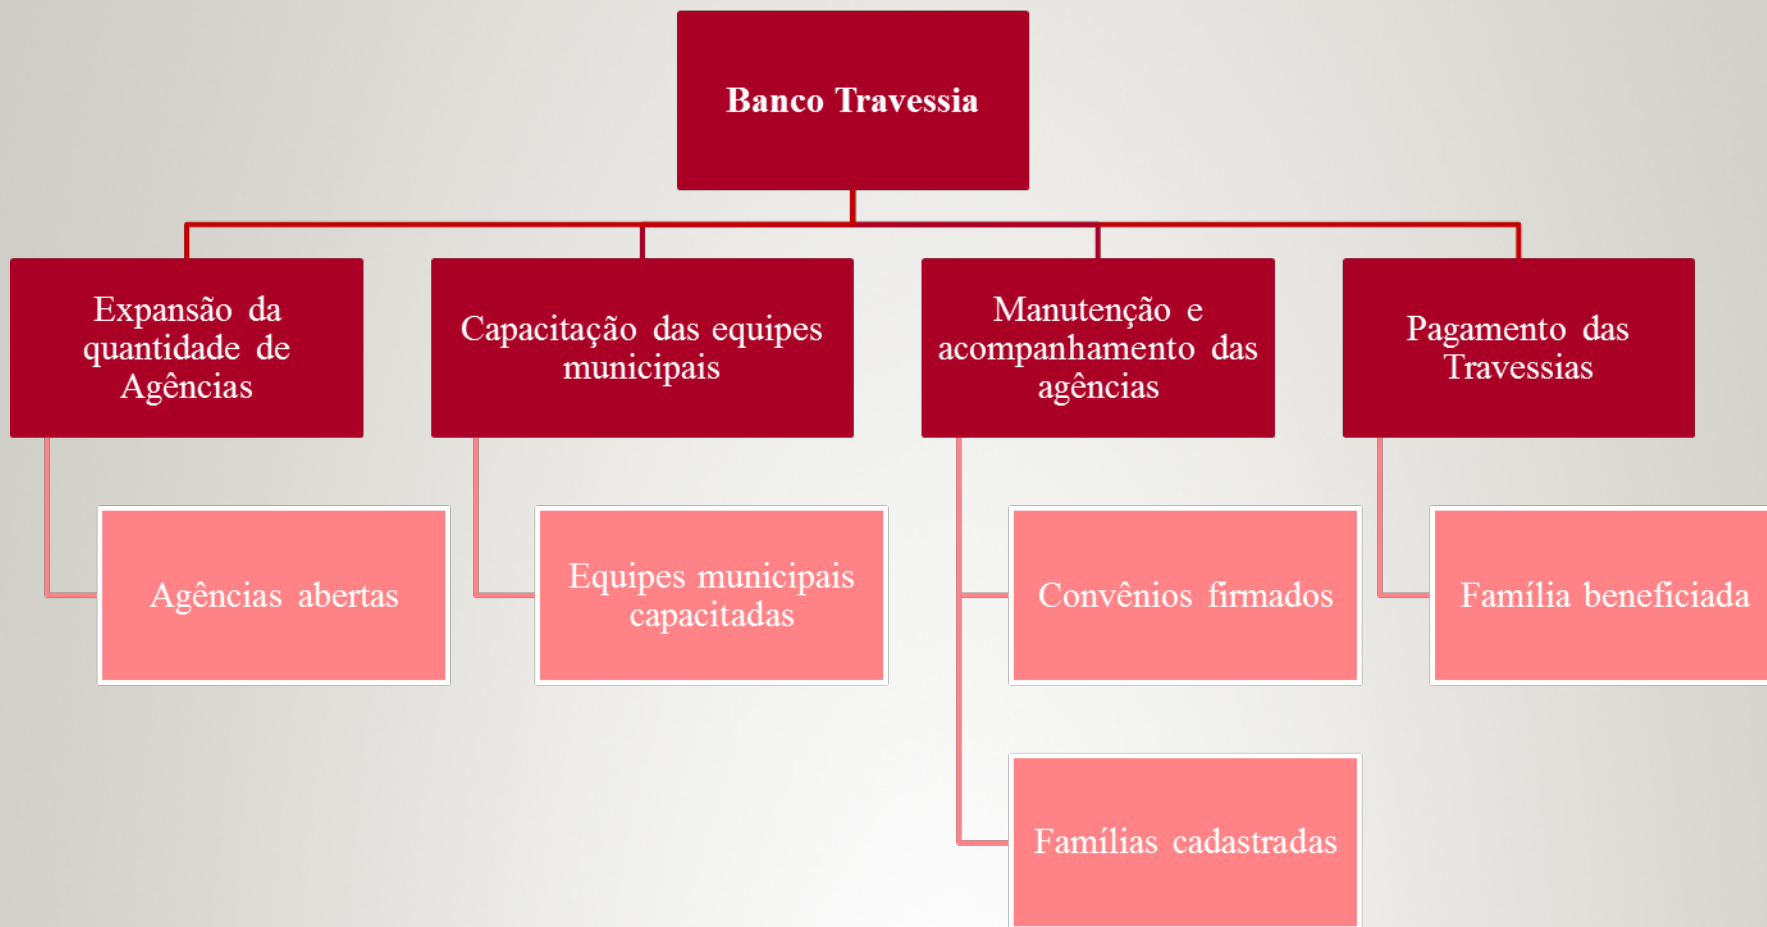 Banco Travessia
Expansão da
quantidade de
Agências
Capacitação das equipes
municipais
Manutenção e
acompanhamento das
agências
Pagamento das
Travessias
Agências abertas
Equipes municipais
capacitadas
Convênios firmados
Família beneficiada
Famílias cadastradas